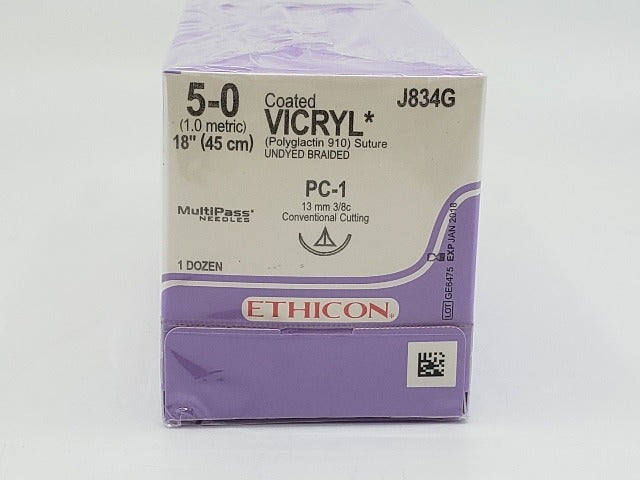 5-0
(1.0 metric)
18" (45 cm)
Coated
VICRYL*
(Polyglactin 910) Suture
UNDYED BRAIDED
J834G
PC-1
13 mm 3/8c
Conventional Cutting
MultiPass*
NEEDLES
1 DOZEN
LOT GE6475 EXP JAN 2018
ETHICON*